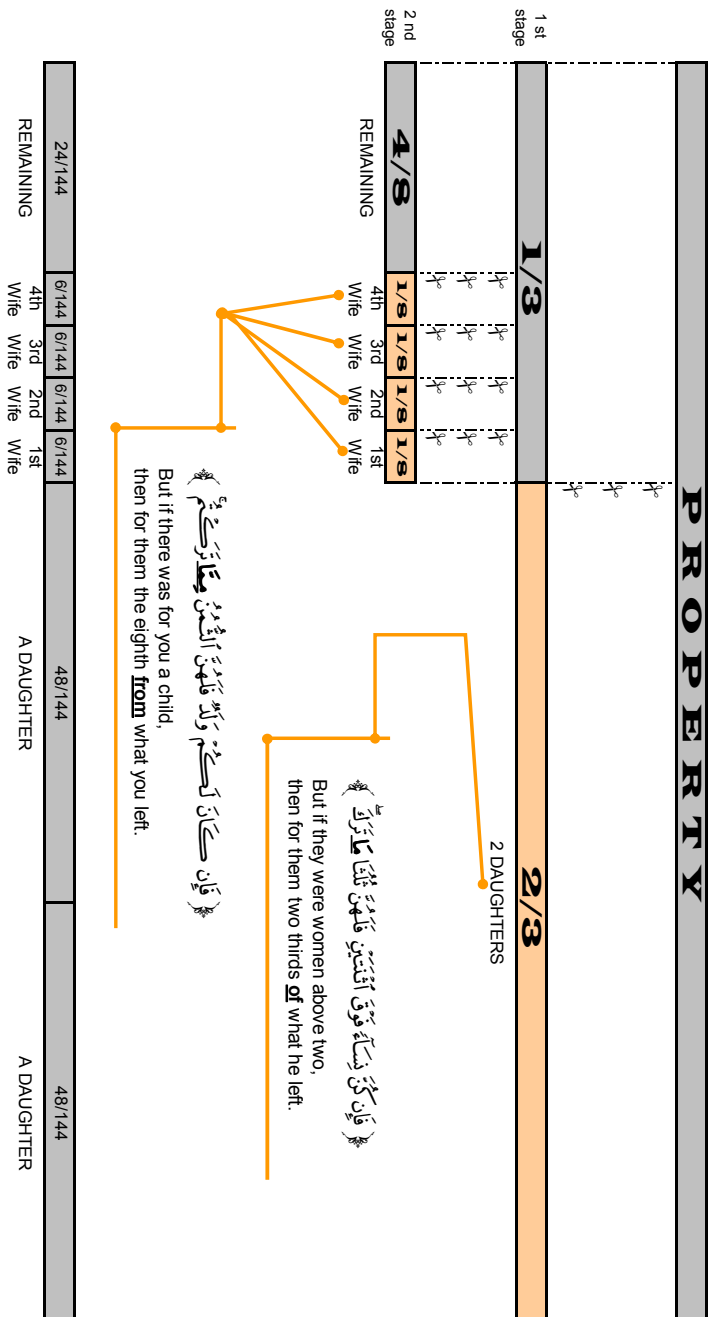 PROPERTY
1 st
stage
1/3
2/3
2 DAUGHTERS
2 nd
stage
4/8
1/8
1/8
1/8
1/8
REMAINING
4th
Wife
3rd
Wife
2nd
Wife
1st
Wife
﴿ فَإِن كُنَّ نِسَآءً فَوْقَ ٱثْنَتَيْنِ فَلَهُنَّ ثُلُثَا مَا تَرَكَ ۖ ﴾
But if they were women above two,
then for them two thirds of what he left.
﴿ فَإِن كَانَ لَكُمْ وَلَدٌ فَلَهُنَّ ٱلثُّمُنُ مِمَّا تَرَكْتُم ۚ ﴾
But if there was for you a child,
then for them the eighth from what you left.
24/144
6/144
6/144
6/144
6/144
48/144
48/144
REMAINING
4th
Wife
3rd
Wife
2nd
Wife
1st
Wife
A DAUGHTER
A DAUGHTER